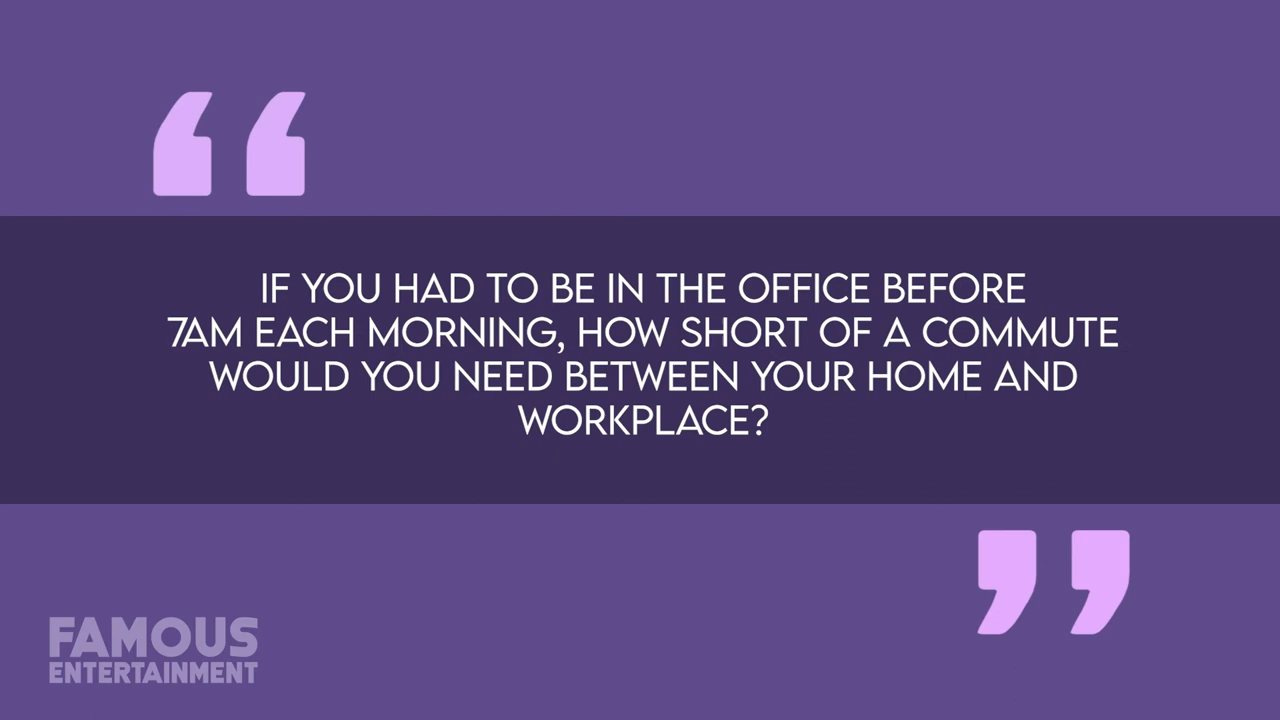 “
IF YOU HAD TO BE IN THE OFFICE BEFORE
7AM EACH MORNING, HOW SHORT OF A COMMUTE
WOULD YOU NEED BETWEEN YOUR HOME AND
WORKPLACE?
”
FAMOUS
ENTERTAINMENT